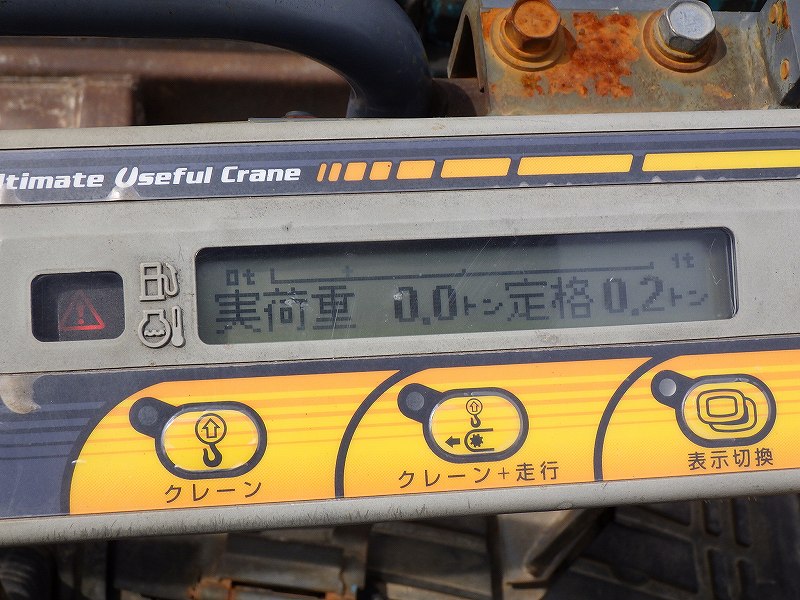 ltimate Useful Crane
0t 1t
実荷重 0.0トン 定格 0.2トン
クレーン
クレーン+走行
表示切換